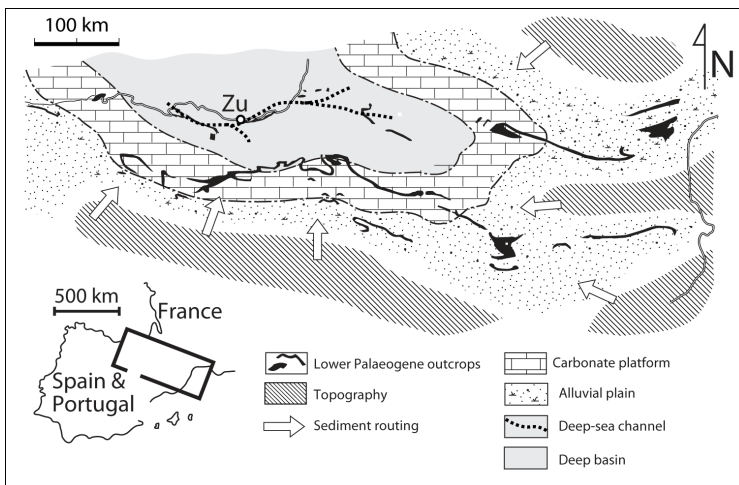 100 km
N
Zu
500 km
France
Spain &
Portugal
Lower Palaeogene outcrops
Topography
Sediment routing
Carbonate platform
Alluvial plain
Deep-sea channel
Deep basin